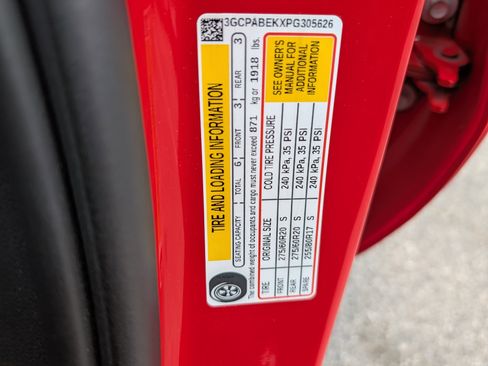 3GCPABEKXPG305626
TIRE AND LOADING INFORMATION
SEATING CAPACITY | TOTAL 6 | FRONT 3 | REAR 3
The combined weight of occupants and cargo must never exceed 871 kg or 1918 lbs.
TIRE ORIGINAL SIZE COLD TIRE PRESSURE
FRONT 275/60R20 S 240 kPa, 35 PSI
REAR 275/60R20 S 240 kPa, 35 PSI
SPARE 255/80R17 S 240 kPa, 35 PSI
SEE OWNER'S
MANUAL FOR
ADDITIONAL
INFORMATION